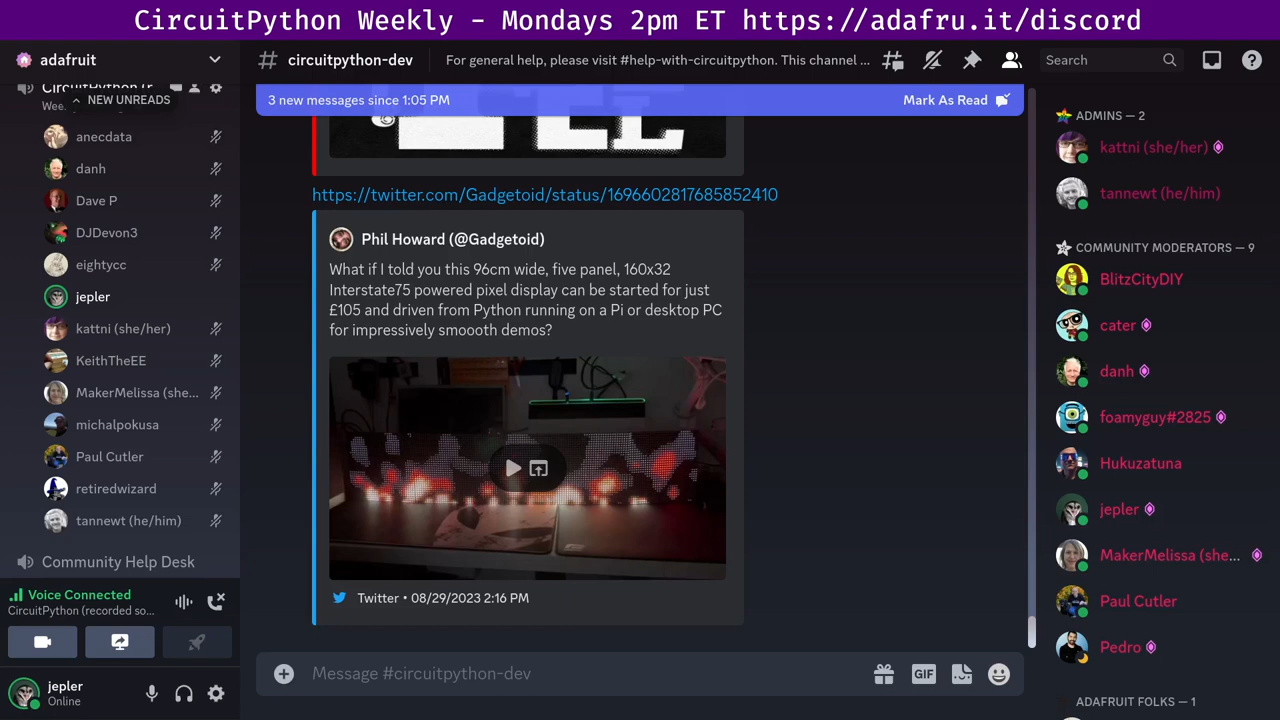 CircuitPython Weekly - Mondays 2pm ET https://adafru.it/discord
adafruit
NEW UNREADS
anecdata
danh
Dave P
DJDevon3
eightycc
jepler
kattni (she/her)
KeithTheEE
MakerMelissa (she...
michalpokusa
Paul Cutler
retiredwizard
tannewt (he/him)
Community Help Desk
Voice Connected
CircuitPython (recorded so...
jepler
Online
# circuitpython-dev
For general help, please visit #help-with-circuitpython. This channel ...
Search
3 new messages since 1:05 PM
Mark As Read
https://twitter.com/Gadgetoid/status/1696602817685852410
Phil Howard (@Gadgetoid)
What if I told you this 96cm wide, five panel, 160x32
Interstate75 powered pixel display can be started for just
£105 and driven from Python running on a Pi or desktop PC
for impressively smoooth demos?
Twitter • 08/29/2023 2:16 PM
Message #circuitpython-dev
GIF
ADMINS — 2
kattni (she/her)
tannewt (he/him)
COMMUNITY MODERATORS — 9
BlitzCityDIY
cater
danh
foamyguy#2825
Hukuzatuna
jepler
MakerMelissa (she...
Paul Cutler
Pedro
ADAFRUIT FOLKS — 1